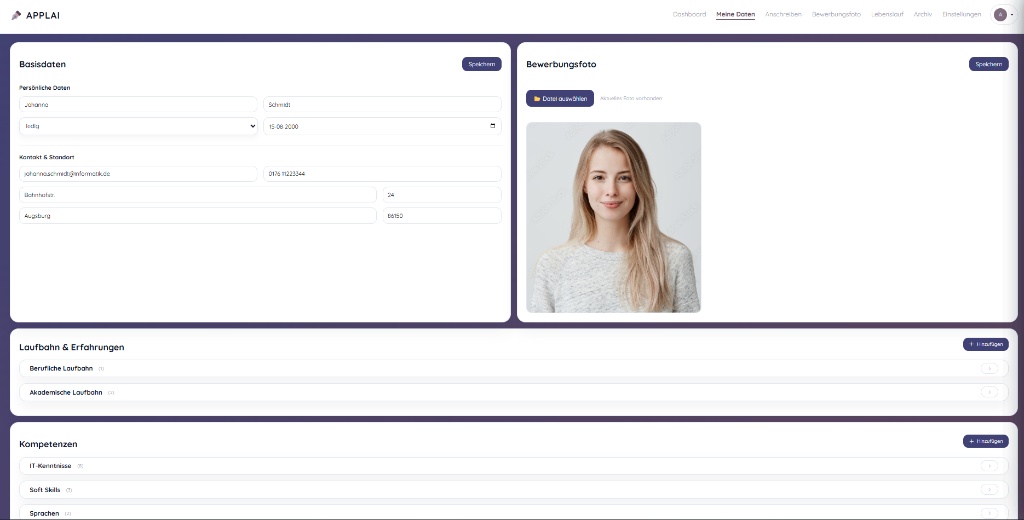 APPLAI
Dashboard Meine Daten Anschreiben Bewerbungsfoto Lebenslauf Archiv Einstellungen A
Basisdaten Speichern
Persönliche Daten
Johanna Schmidt
ledig 15-08-2000
Kontakt & Standort
johanna.schmidt@informatik.de 0176 11223344
Bahnhofstr. 24
Augsburg 86150
Bewerbungsfoto Speichern
Datei auswählen Aktuelles Foto vorhanden
Laufbahn & Erfahrungen + Hinzufügen
Berufliche Laufbahn
Akademische Laufbahn
Kompetenzen + Hinzufügen
IT-Kenntnisse
Soft Skills
Sprachen